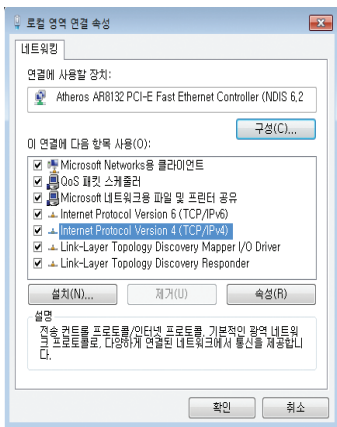 로컬 영역 연결 속성
네트워킹
연결에 사용할 장치:
Atheros AR8132 PCI-E Fast Ethernet Controller (NDIS 6,2
구성(C)...
이 연결에 다음 항목 사용(O):
Microsoft Networks용 클라이언트
QoS 패킷 스케줄러
Microsoft 네트워크용 파일 및 프린터 공유
Internet Protocol Version 6 (TCP/IPv6)
Internet Protocol Version 4 (TCP/IPv4)
Link-Layer Topology Discovery Mapper I/O Driver
Link-Layer Topology Discovery Responder
설치(N)... 제거(U) 속성(R)
설명
전송 컨트롤 프로토콜/인터넷 프로토콜. 기본적인 광역 네트워
크 프로토콜로, 다양하게 연결된 네트워크에서 통신을 제공합니
다.
확인 취소